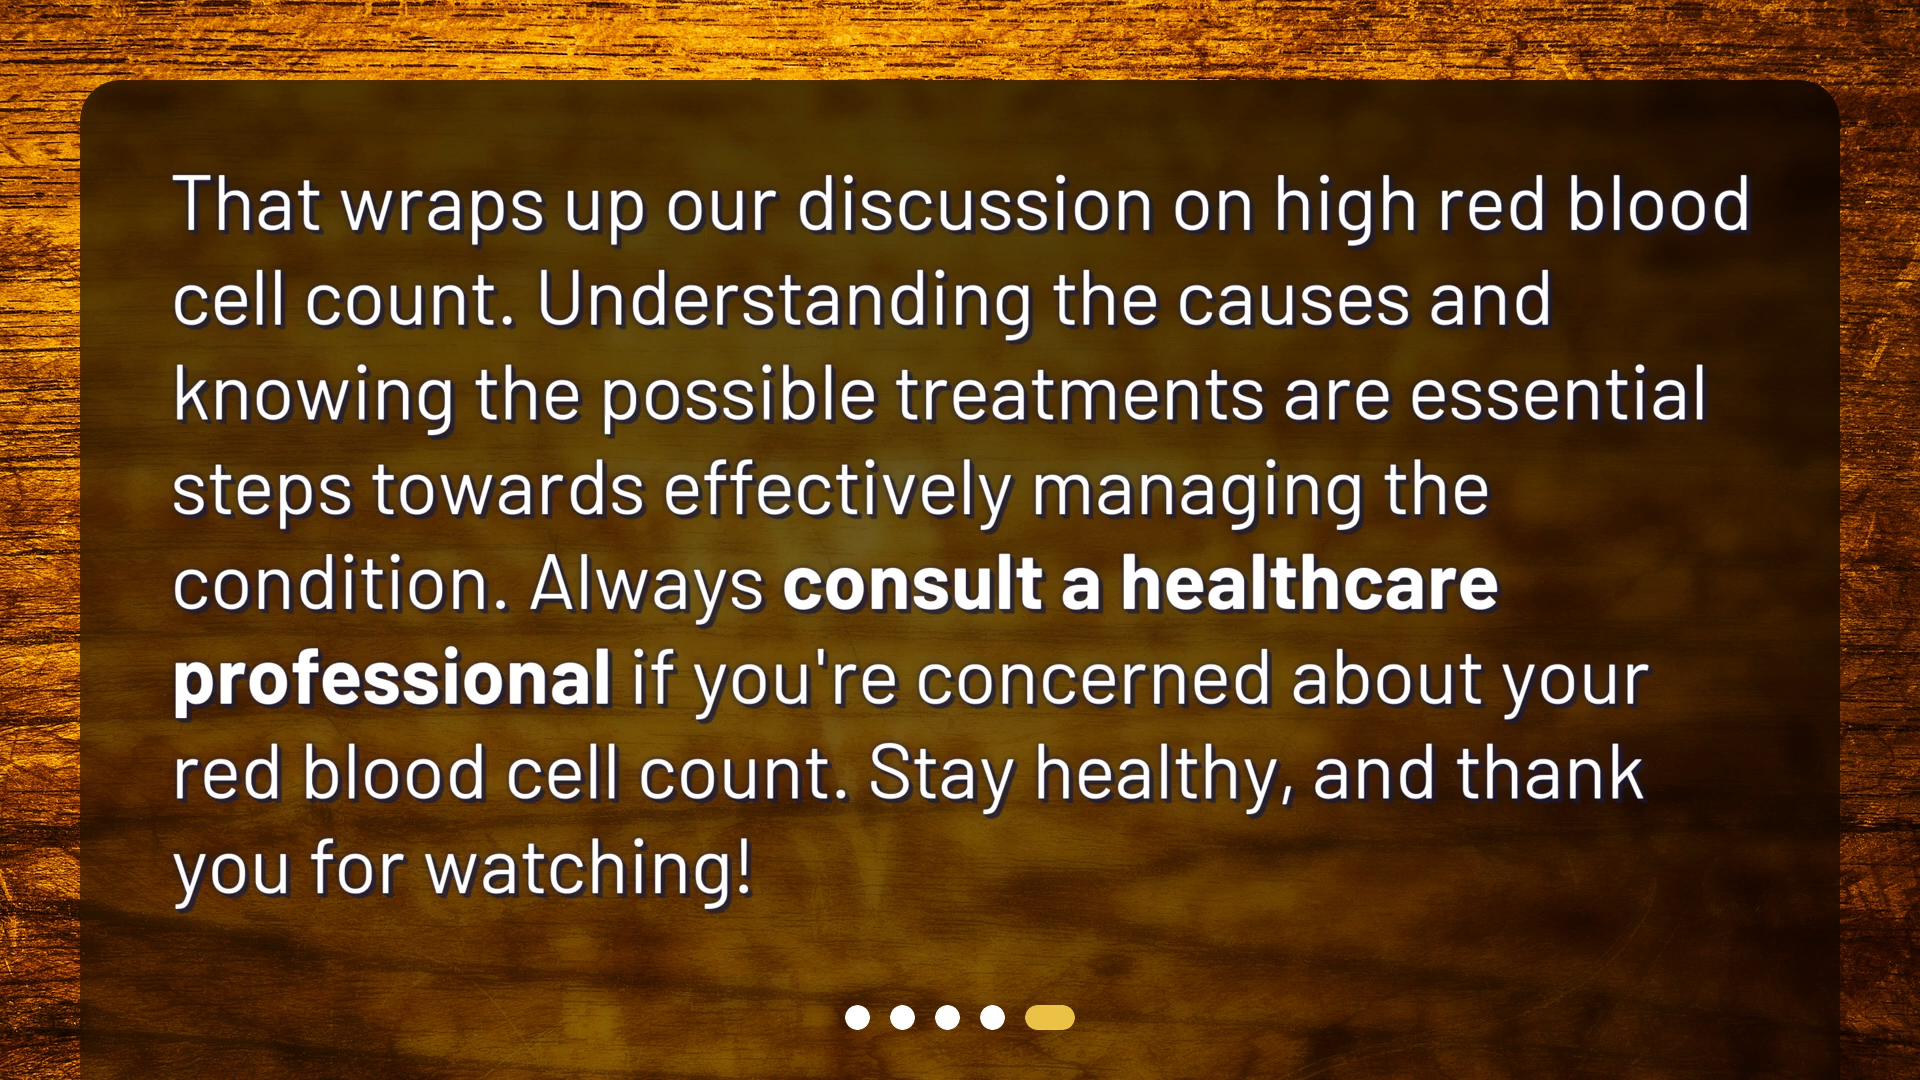 That wraps up our discussion on high red blood
cell count. Understanding the causes and
knowing the possible treatments are essential
steps towards effectively managing the
condition. Always consult a healthcare
professional if you're concerned about your
red blood cell count. Stay healthy, and thank
you for watching!